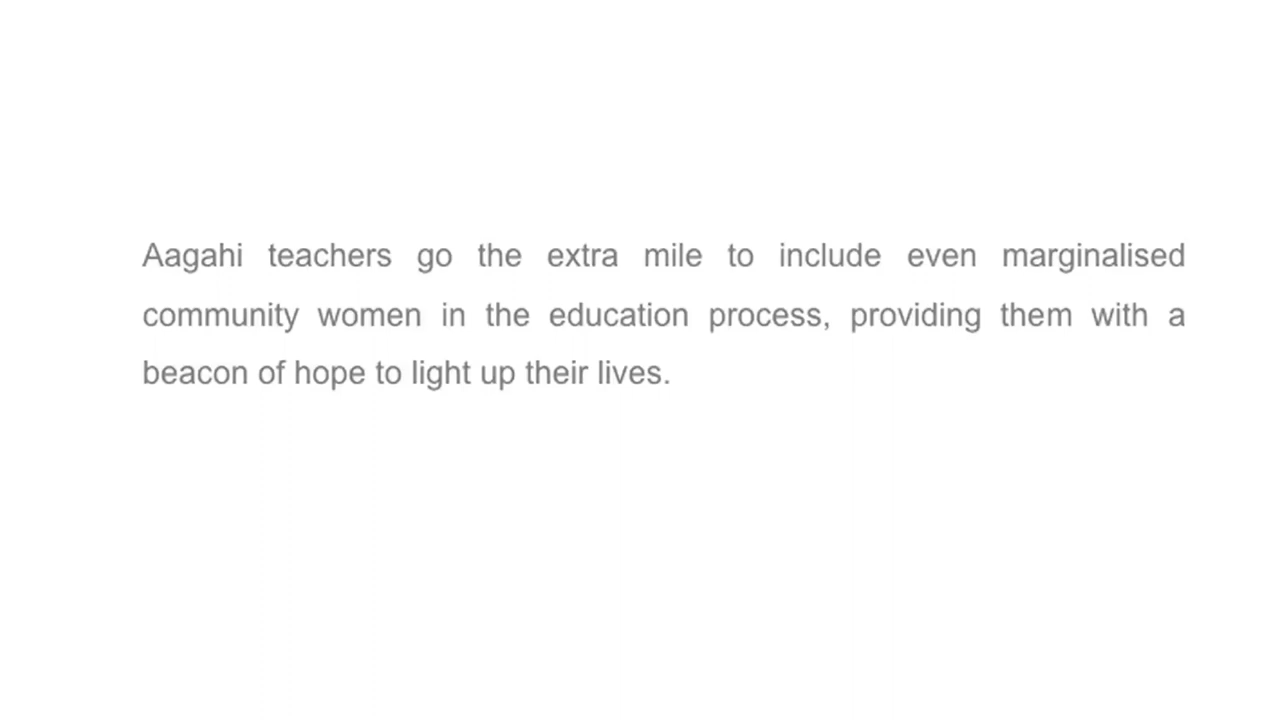 Aagahi teachers go the extra mile to include even marginalised
community women in the education process, providing them with a
beacon of hope to light up their lives.